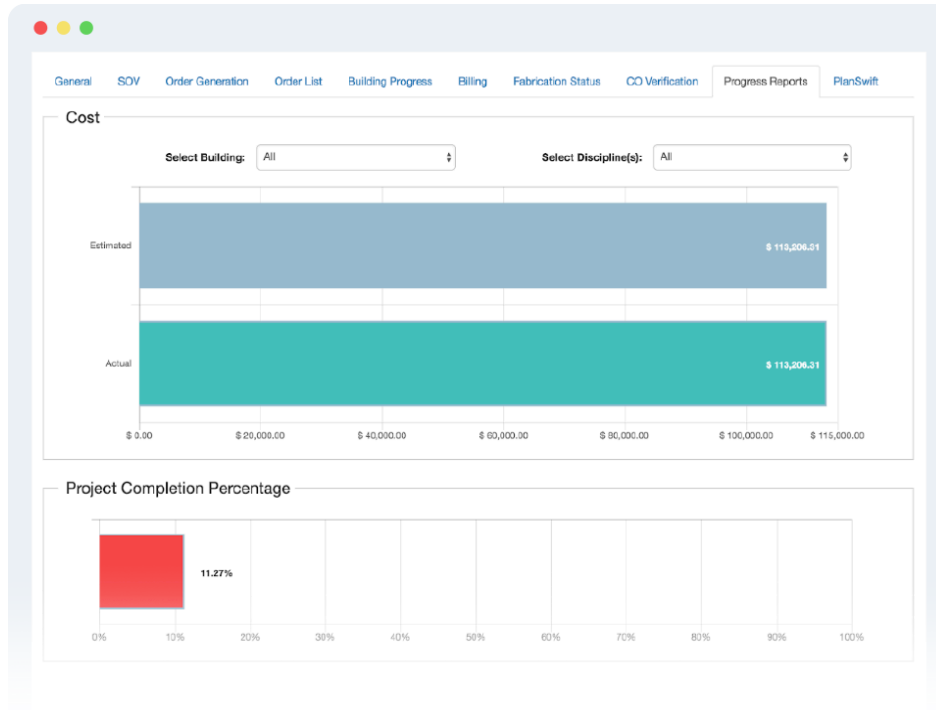 General SOV Order Generation Order List Building Progress Billing Fabrication Status CO Verification Progress Reports PlanSwift
Cost
Select Building: All Select Discipline(s): All
Estimated $ 113,206.31
Actual $ 113,206.31
$ 0.00 $ 20,000.00 $ 40,000.00 $ 60,000.00 $ 80,000.00 $ 100,000.00 $ 115,000.00
Project Completion Percentage
11.27%
0% 10% 20% 30% 40% 50% 60% 70% 80% 90% 100%